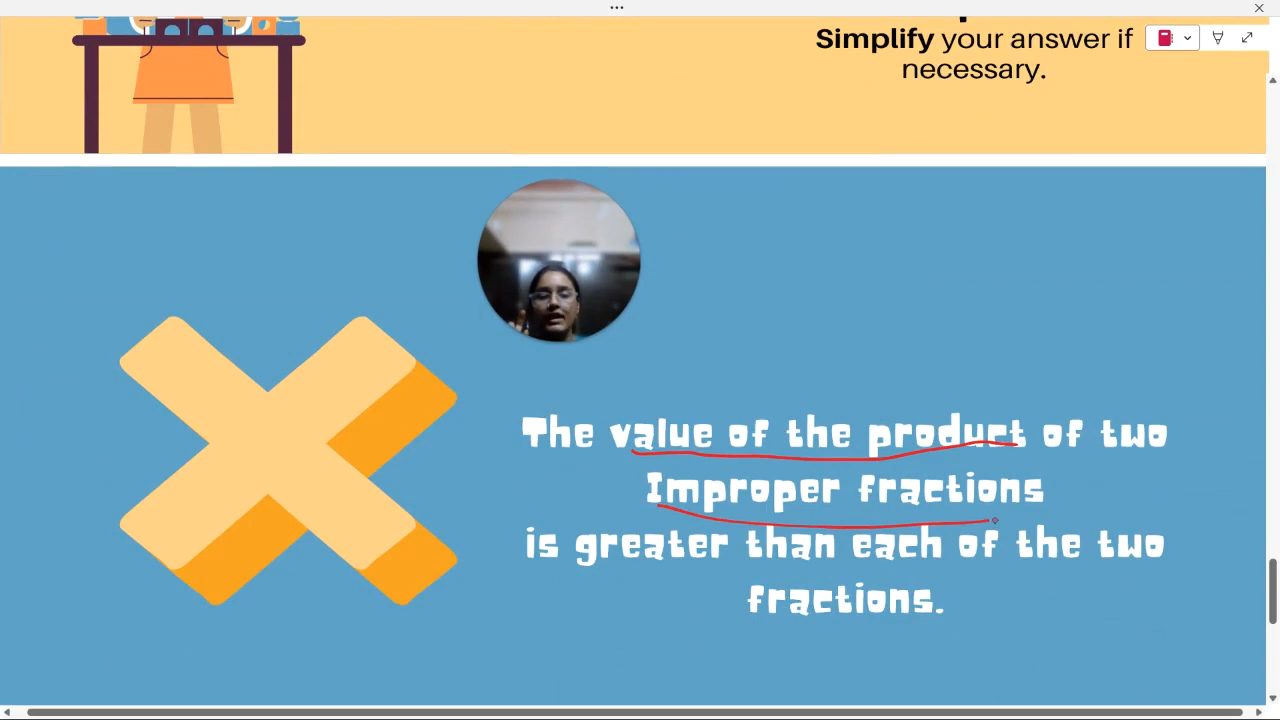 Simplify your answer if
necessary.
The value of the product of two
Improper fractions
is greater than each of the two
fractions.